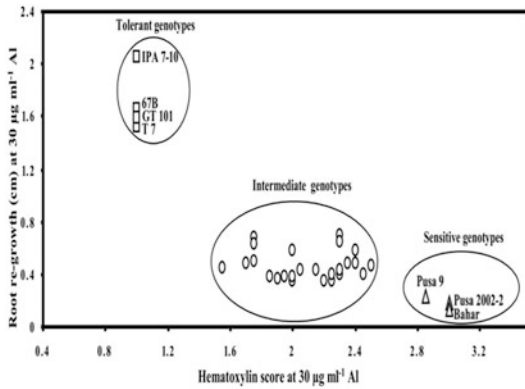 Tolerant genotypes
2.4
IPA 7-10
2
67B
1.6
GT 101
T 7
1.2
Intermediate genotypes
0.8
Sensitive genotypes
0.4
Pusa 9
Pusa 2002-2
Bahar
0
0.4 0.8 1.2 1.6 2 2.4 2.8 3.2
Hematoxylin score at 30 µg ml⁻¹ Al
Root re-growth (cm) at 30 µg ml⁻¹ Al